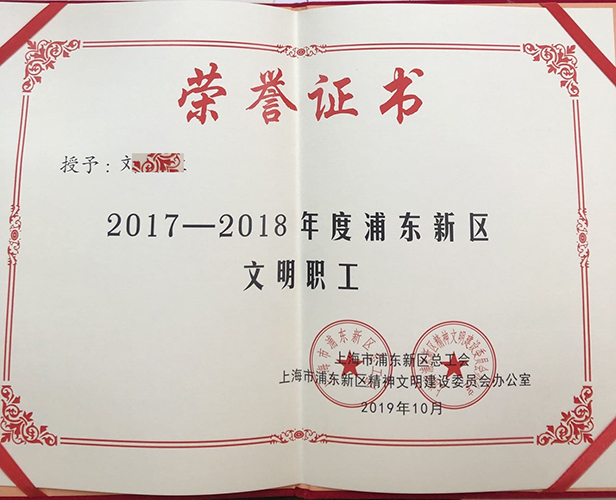 荣誉证书
授予：文
2017—2018年度浦东新区
文明职工
上海市浦东新区总工会
上海市浦东新区精神文明建设委员会办公室
2019年10月